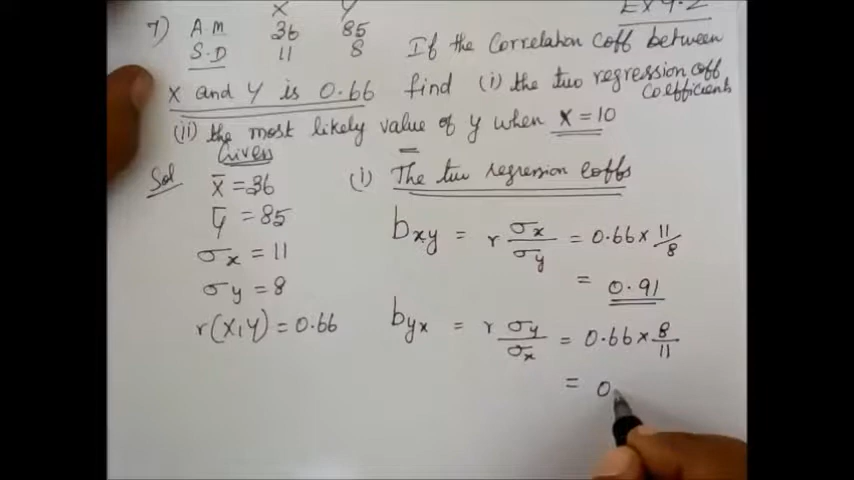 Ex 9.2
X Y
7) A.M 36 85
S.D 11 8 If the Correlation Coff between
X and Y is 0.66 find (i) the two regression coff
coefficients
(ii) the most likely value of y when X = 10
Given
Sol x̄ = 36 (i) The two regression coffs
ȳ = 85 bxy = r σx/σy = 0.66 × 11/8
σx = 11 = 0.91
σy = 8 byx = r σy/σx = 0.66 × 8/11
r(X,Y) = 0.66
= 0.